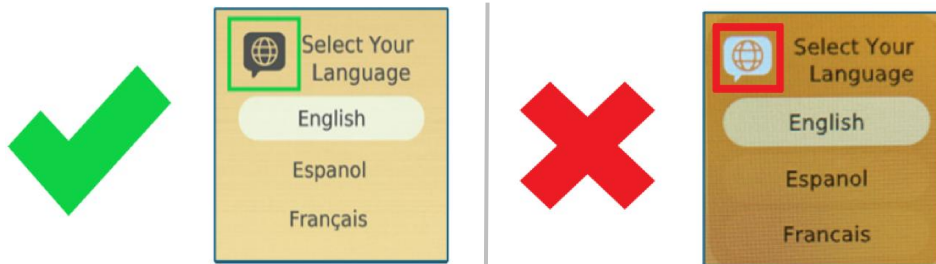 Select Your
Language
English
Espanol
Français
Select Your
Language
English
Espanol
Francais